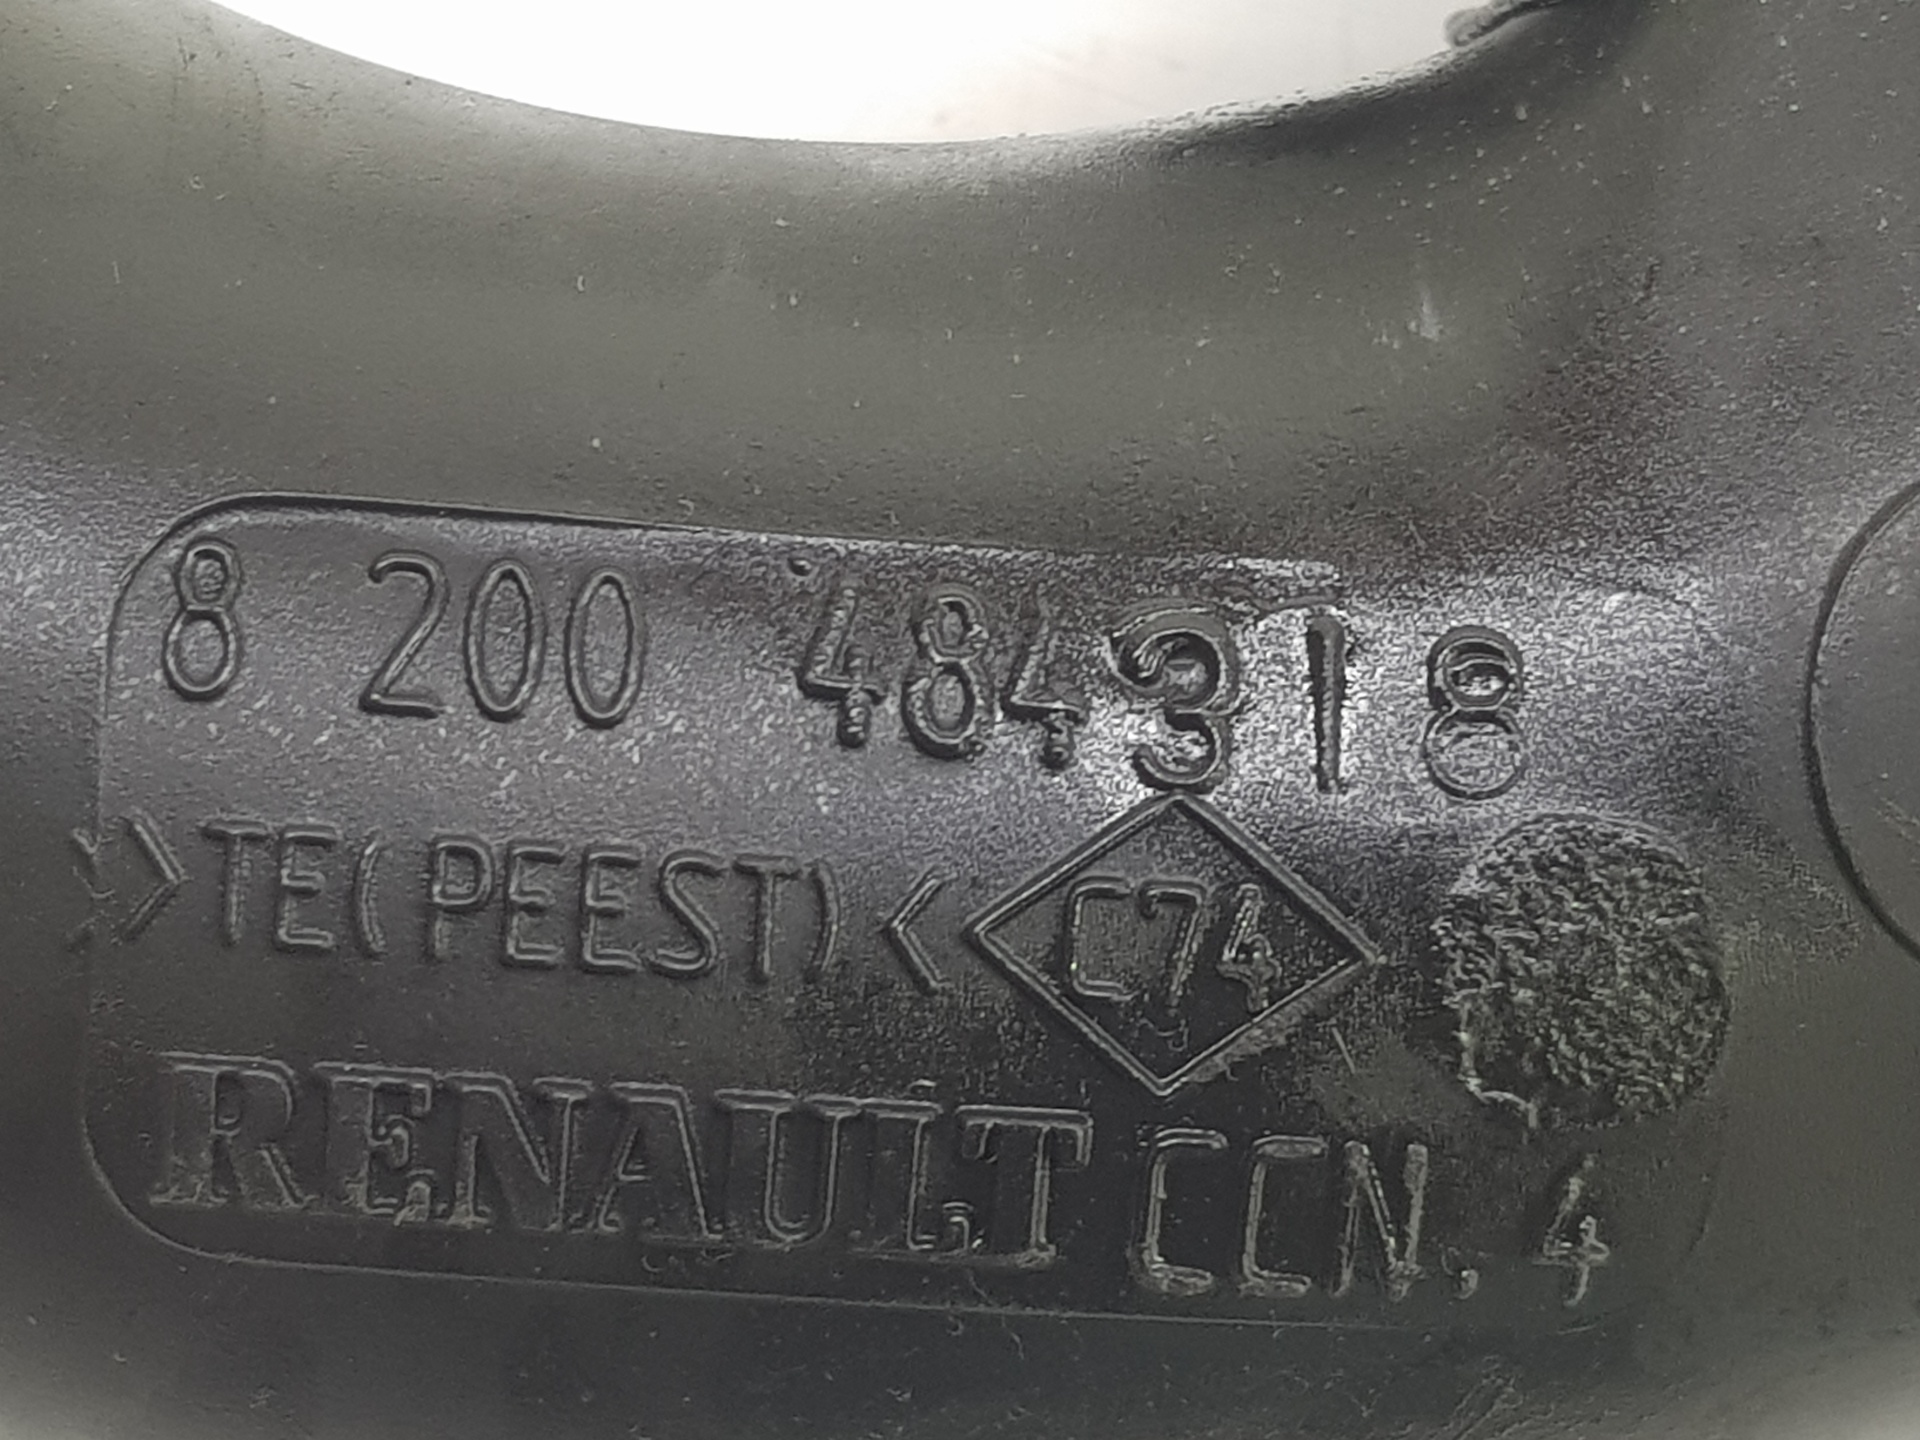 8 200 484318
>TE(PEEST)< C74
RENAULT CCN. 4